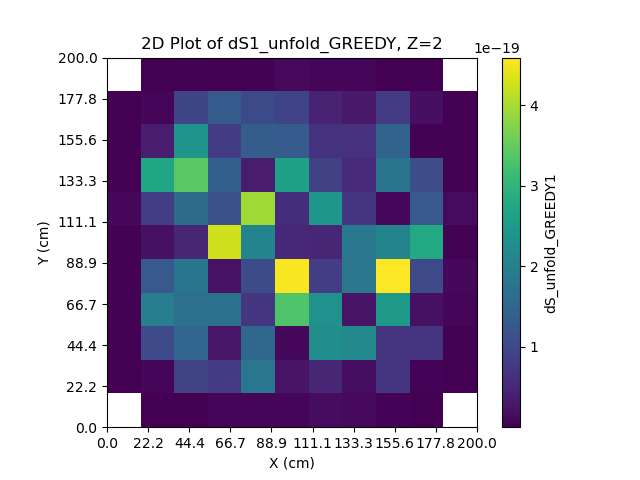 2D Plot of dS1_unfold_GREEDY, Z=2
1e−19
200.0
177.8
155.6
133.3
111.1
88.9
66.7
44.4
22.2
0.0
Y (cm)
0.0 22.2 44.4 66.7 88.9 111.1 133.3 155.6 177.8 200.0
X (cm)
4
3
2
1
dS_unfold_GREEDY1